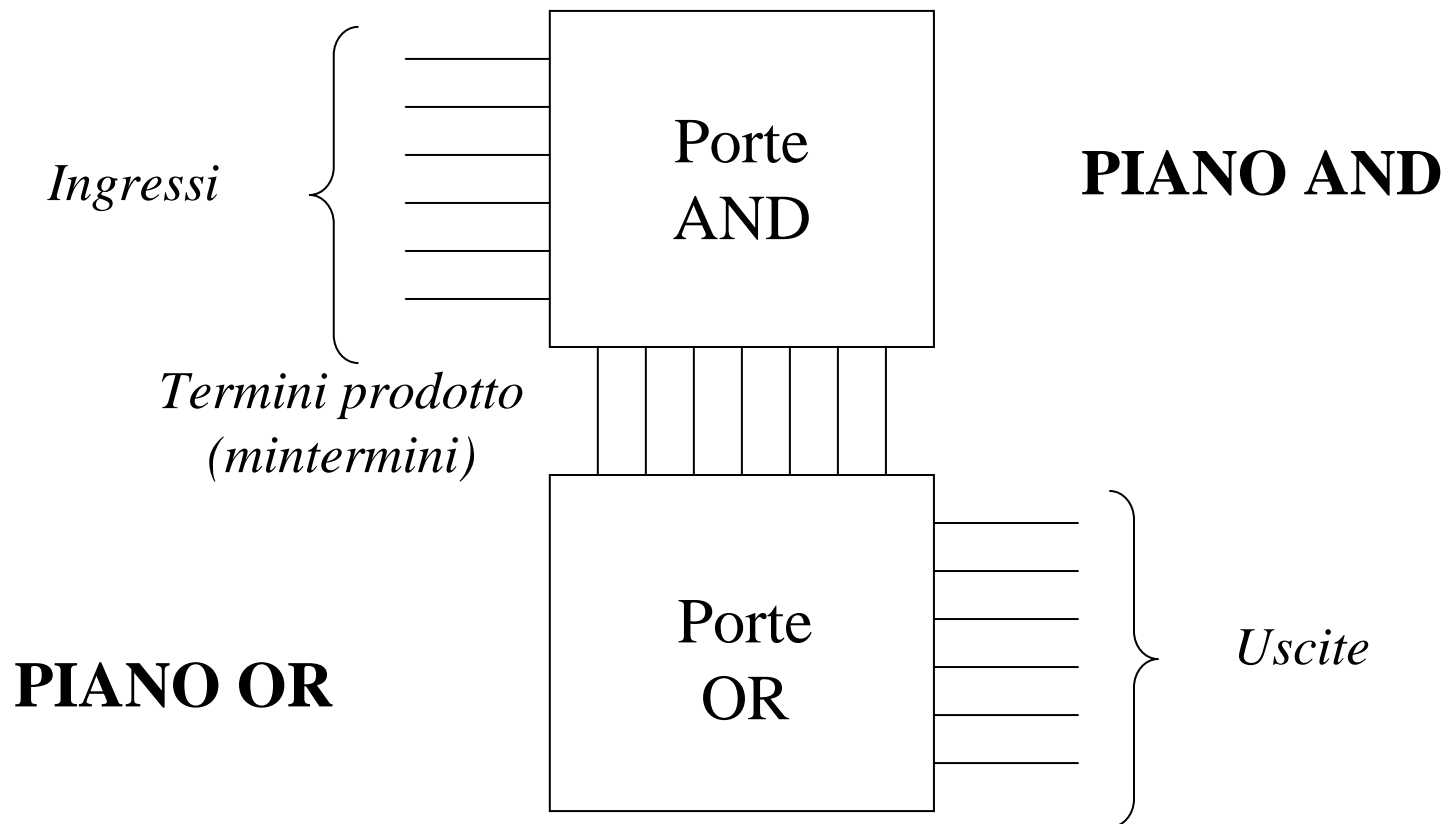 Porte
AND
PIANO AND
Ingressi
Termini prodotto
(mintermini)
Porte
OR
Uscite
PIANO OR